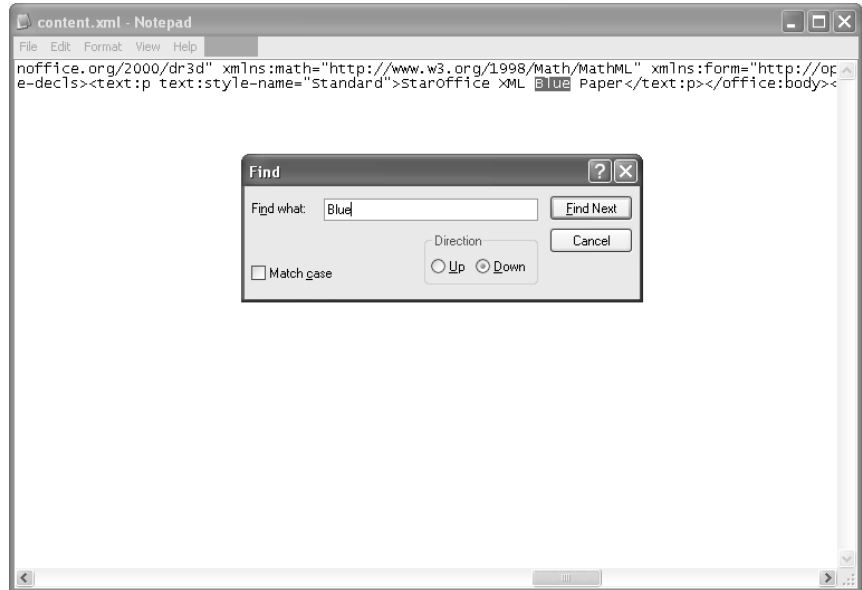 content.xml - Notepad
File Edit Format View Help
noffice.org/2000/dr3d" xmlns:math="http://www.w3.org/1998/Math/MathML" xmlns:form="http://op
e-decls><text:p text:style-name="Standard">StarOffice XML Blue Paper</text:p></office:body><
Find
Find what: Blue Find Next
Direction Cancel
Match case Up Down